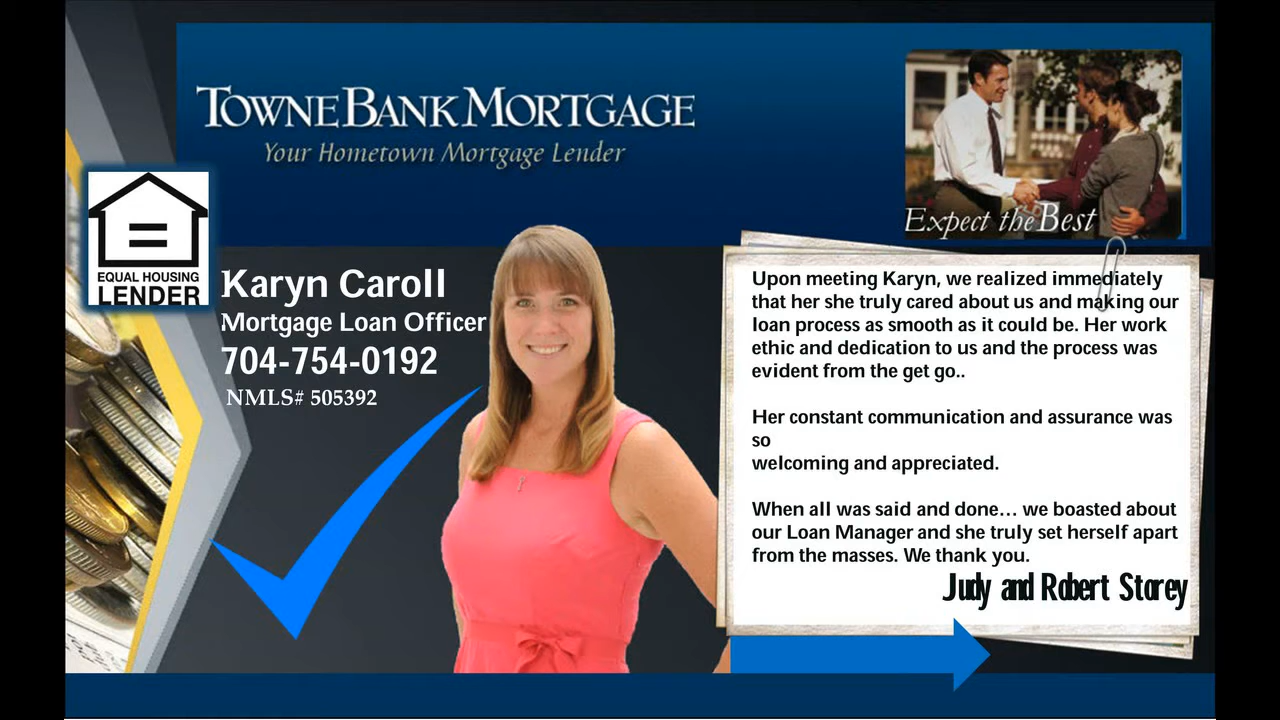 TOWNEBANK MORTGAGE
Your Hometown Mortgage Lender
Expect the Best
EQUAL HOUSING
LENDER
Karyn Caroll
Mortgage Loan Officer
704-754-0192
NMLS# 505392
Upon meeting Karyn, we realized immediately
that her she truly cared about us and making our
loan process as smooth as it could be. Her work
ethic and dedication to us and the process was
evident from the get go..
Her constant communication and assurance was
so
welcoming and appreciated.
When all was said and done... we boasted about
our Loan Manager and she truly set herself apart
from the masses. We thank you.
Judy and Robert Storey